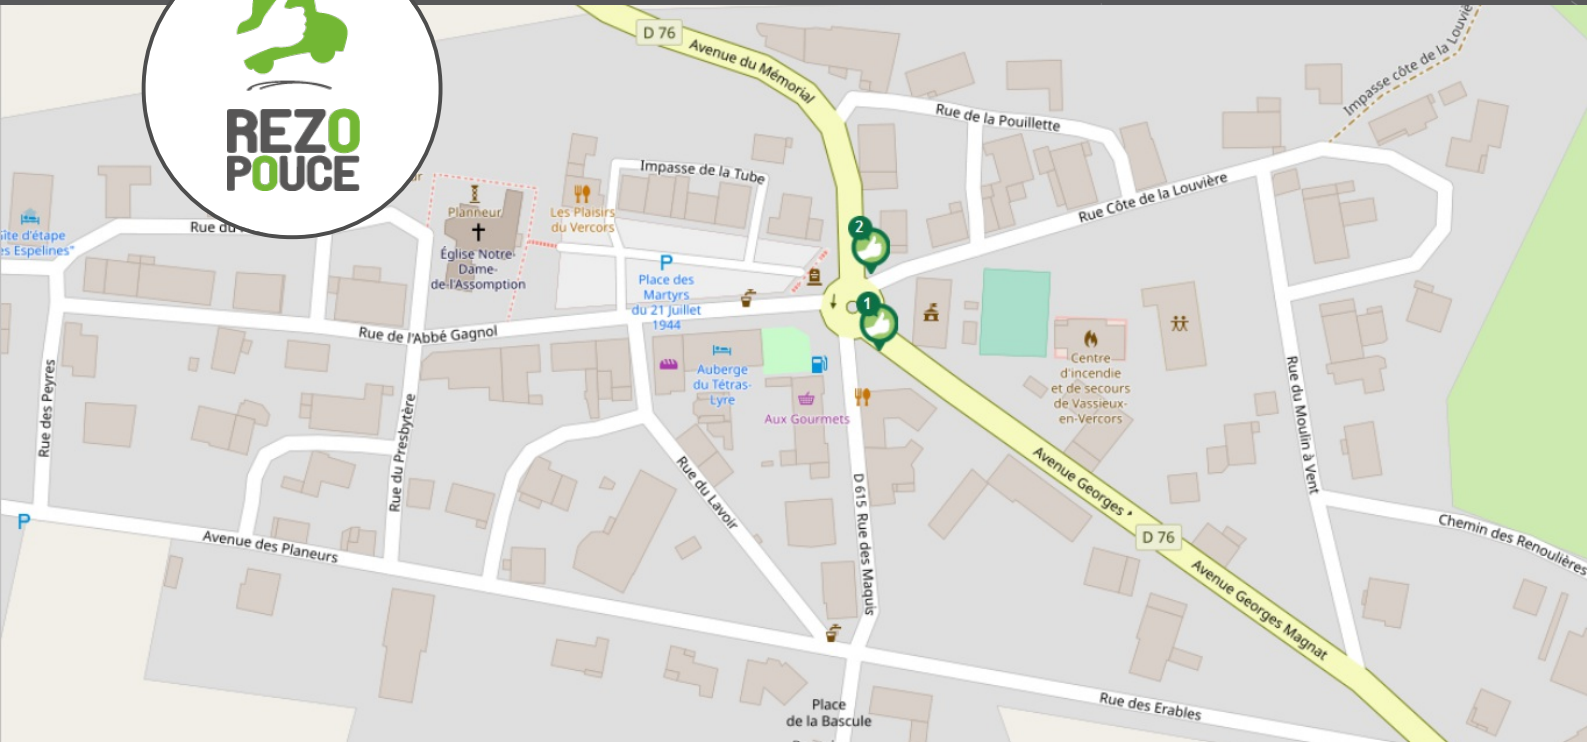 D 76
Avenue du Mémorial
Impasse côte de la Louviè
REZO
POUCE
Rue de la Pouillette
Impasse de la Tube
Rue Côte de la Louvière
Planneur
Les Plaisirs
du Vercors
Rue du
Gîte d'étape
es Espelines"
Église Notre-
Dame-
de l'Assomption
2
P
Place des
Martyrs
du 21 Juillet
1944
1
Rue de l'Abbé Gagnol
Rue des Peyres
Rue du Presbytère
Auberge
du Tétras-
Lyre
Aux Gourmets
Centre
d'incendie
et de secours
de Vassieux-
en-Vercors
Rue du Moulin à Vent
Avenue Georges
Rue du Lavoir
D 615 Rue des Maquis
P
Avenue des Planeurs
D 76
Chemin des Renoulières
Avenue Georges Magnat
Rue des Erables
Place
de la Bascule